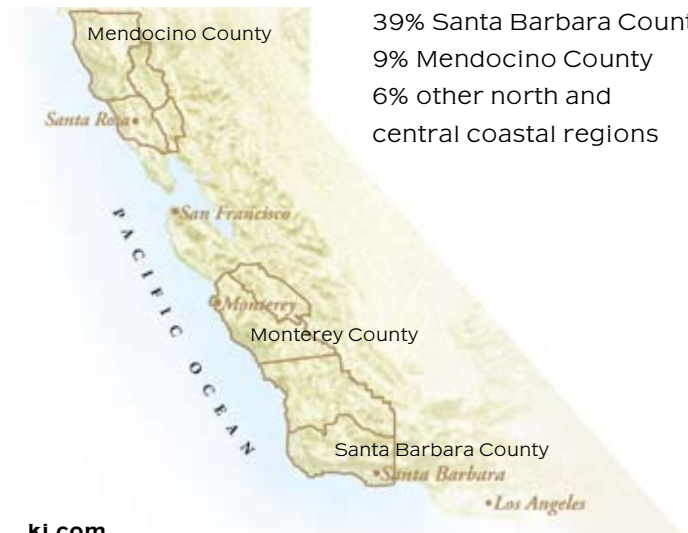 39% Santa Barbara Count
9% Mendocino County
6% other north and
central coastal regions
Mendocino County
Santa Rosa
San Francisco
PACIFIC OCEAN
Monterey
Monterey County
Santa Barbara County
Santa Barbara
Los Angeles
ki.com